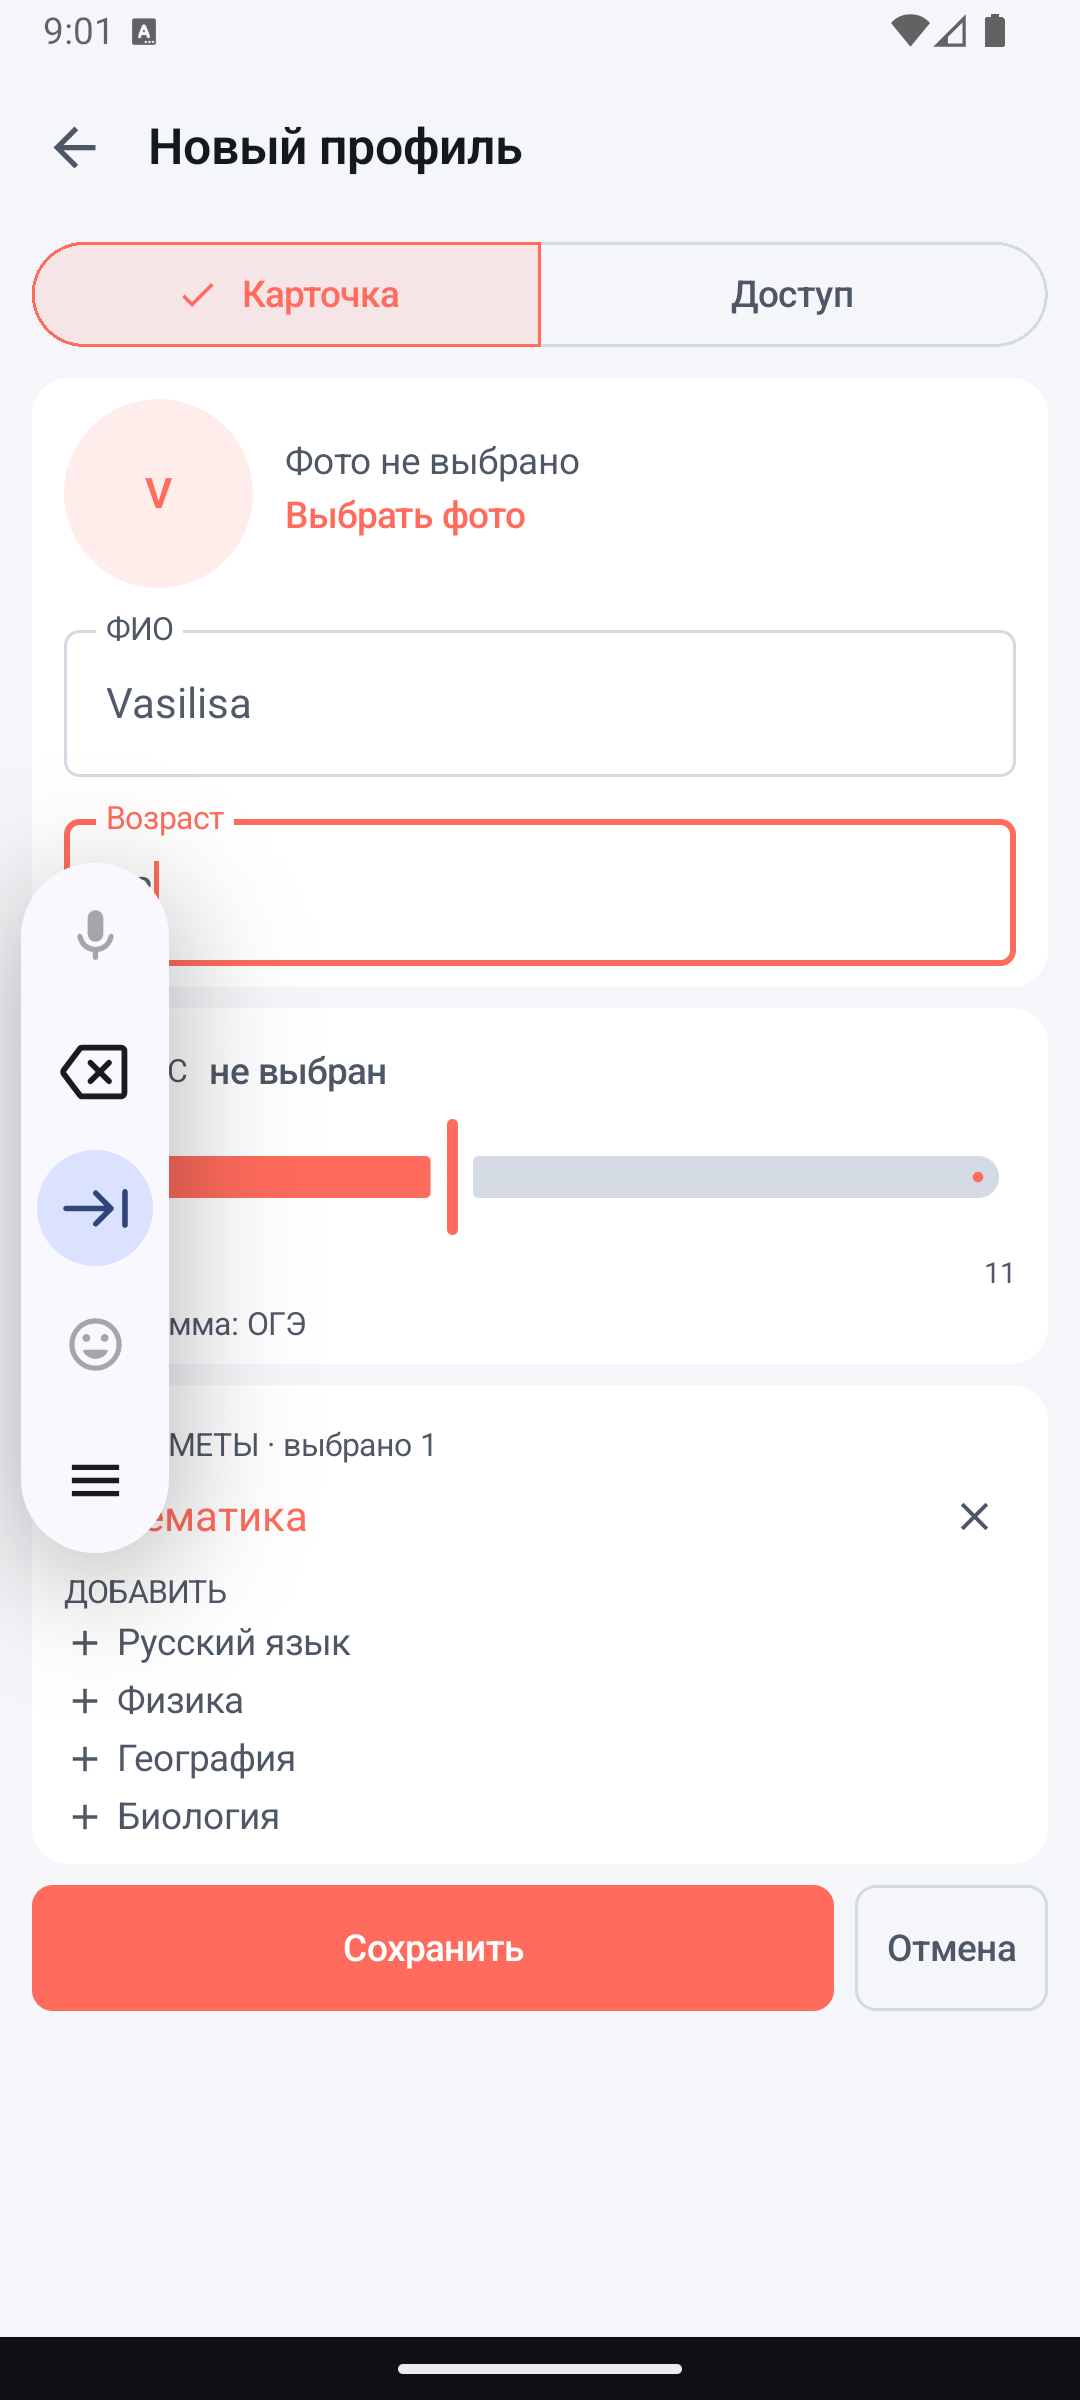 9:01
Новый профиль
Карточка
Доступ
V
Фото не выбрано
Выбрать фото
ФИО
Vasilisa
Возраст
С не выбран
11
мма: ОГЭ
МЕТЫ · выбрано 1
ематика
ДОБАВИТЬ
+ Русский язык
+ Физика
+ География
+ Биология
Сохранить
Отмена